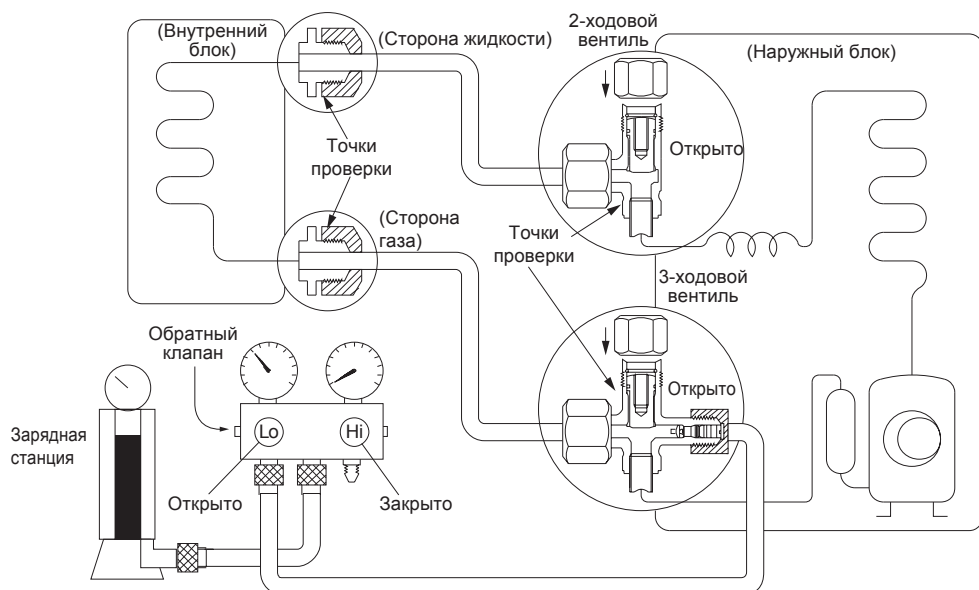 (Внутренний
блок)
(Сторона жидкости)
2-ходовой
вентиль
(Наружный блок)
Открыто
Точки
проверки
(Сторона
газа)
Точки
проверки
3-ходовой
вентиль
Обратный
клапан
Открыто
Зарядная
станция
Lo
Hi
Открыто
Закрыто